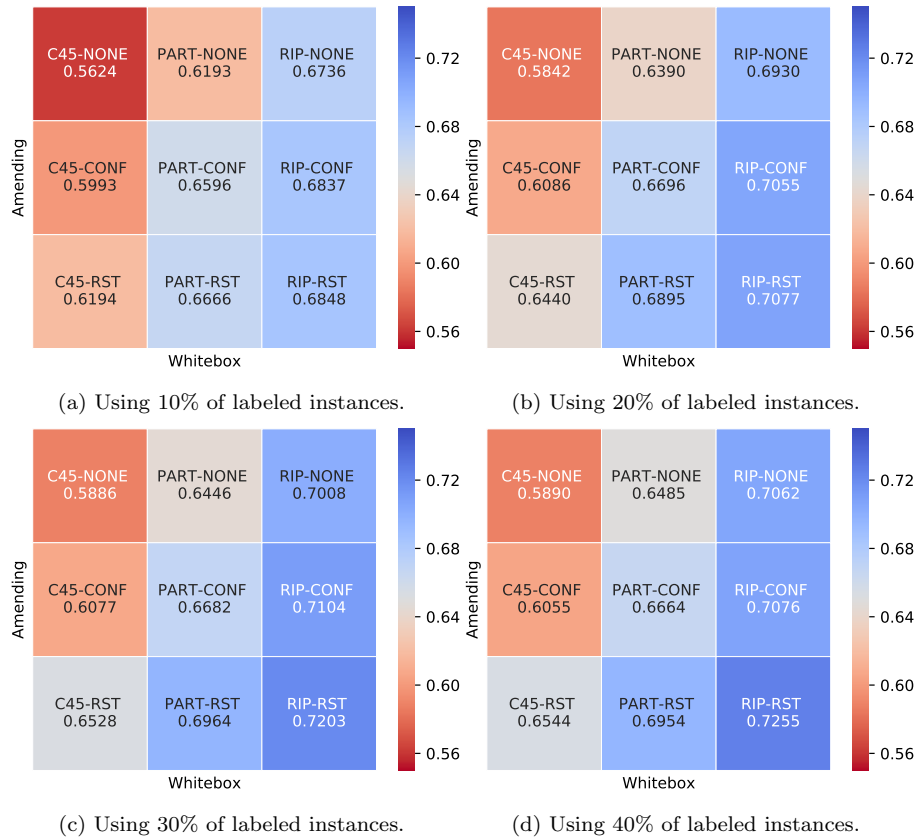 C45-NONE
0.5624
PART-NONE
0.6193
RIP-NONE
0.6736
C45-CONF
0.5993
PART-CONF
0.6596
RIP-CONF
0.6837
C45-RST
0.6194
PART-RST
0.6666
RIP-RST
0.6848
Amending
Whitebox
0.72
0.68
0.64
0.60
0.56
(a) Using 10% of labeled instances.
C45-NONE
0.5842
PART-NONE
0.6390
RIP-NONE
0.6930
C45-CONF
0.6086
PART-CONF
0.6696
RIP-CONF
0.7055
C45-RST
0.6440
PART-RST
0.6895
RIP-RST
0.7077
Amending
Whitebox
0.72
0.68
0.64
0.60
0.56
(b) Using 20% of labeled instances.
C45-NONE
0.5886
PART-NONE
0.6446
RIP-NONE
0.7008
C45-CONF
0.6077
PART-CONF
0.6682
RIP-CONF
0.7104
C45-RST
0.6528
PART-RST
0.6964
RIP-RST
0.7203
Amending
Whitebox
0.72
0.68
0.64
0.60
0.56
(c) Using 30% of labeled instances.
C45-NONE
0.5890
PART-NONE
0.6485
RIP-NONE
0.7062
C45-CONF
0.6055
PART-CONF
0.6664
RIP-CONF
0.7076
C45-RST
0.6544
PART-RST
0.6954
RIP-RST
0.7255
Amending
Whitebox
0.72
0.68
0.64
0.60
0.56
(d) Using 40% of labeled instances.